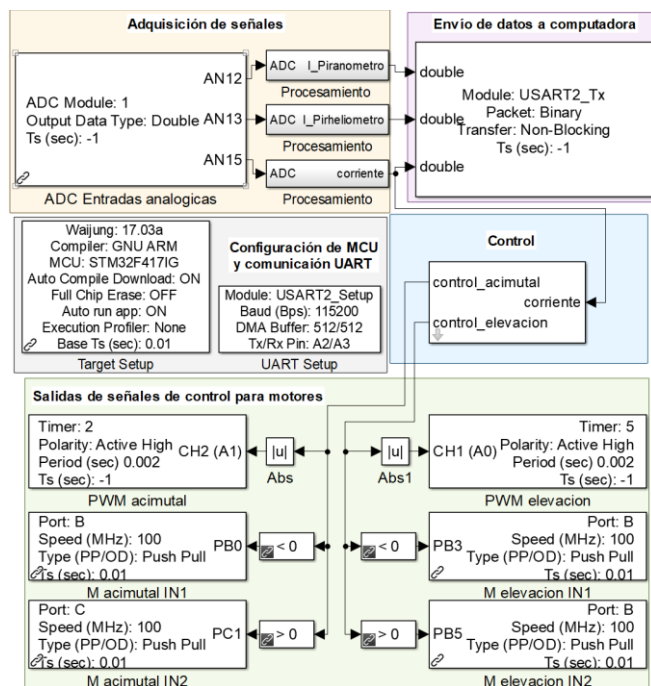 Adquisición de señales
ADC Module: 1
Output Data Type: Double
Ts (sec): -1
AN12
AN13
AN15
ADC Entradas analogicas
ADC I_Piranometro
Procesamiento
ADC I_Pirheliometro
Procesamiento
ADC corriente
Procesamiento
Envío de datos a computadora
double
double
double
Module: USART2_Tx
Packet: Binary
Transfer: Non-Blocking
Ts (sec): -1
Waijung: 17.03a
Compiler: GNU ARM
MCU: STM32F417IG
Auto Compile Download: ON
Full Chip Erase: OFF
Auto run app: ON
Execution Profiler: None
Base Ts (sec): 0.01
Target Setup
Configuración de MCU
y comunicaión UART
Module: USART2_Setup
Baud (Bps): 115200
DMA Buffer: 512/512
Tx/Rx Pin: A2/A3
UART Setup
Control
control_acimutal
corriente
control_elevacion
Salidas de señales de control para motores
Timer: 2
Polarity: Active High
Period (sec) 0.002
Ts (sec): -1
CH2 (A1)
PWM acimutal
|u|
Abs
|u|
Abs1
Timer: 5
Polarity: Active High
CH1 (A0)
Period (sec) 0.002
Ts (sec): -1
PWM elevacion
Port: B
Speed (MHz): 100
Type (PP/OD): Push Pull
Ts (sec): 0.01
PB0
M acimutal IN1
< 0
< 0
Port: B
Speed (MHz): 100
PB3
Type (PP/OD): Push Pull
Ts (sec): 0.01
M elevacion IN1
Port: C
Speed (MHz): 100
Type (PP/OD): Push Pull
Ts (sec): 0.01
PC1
M acimutal IN2
> 0
> 0
Port: B
Speed (MHz): 100
PB5
Type (PP/OD): Push Pull
Ts (sec): 0.01
M elevacion IN2